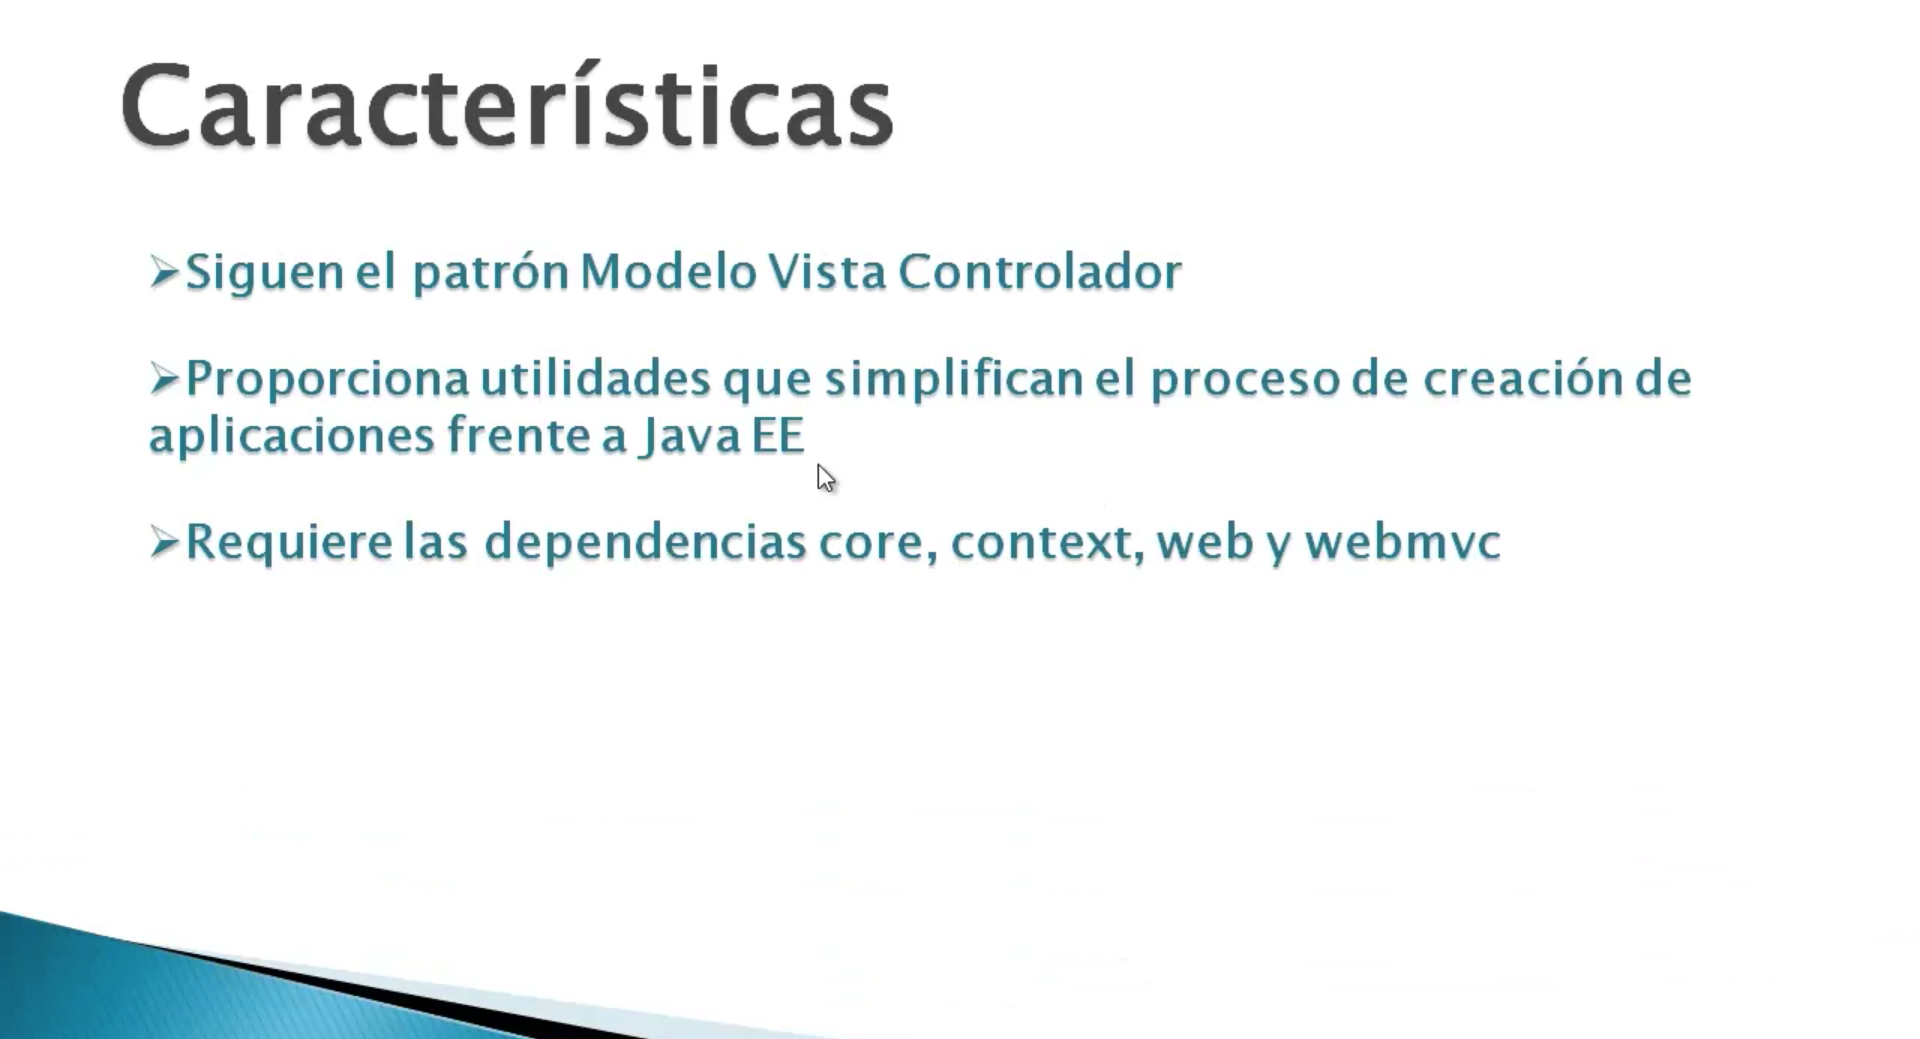 Características
➢Siguen el patrón Modelo Vista Controlador
➢Proporciona utilidades que simplifican el proceso de creación de
aplicaciones frente a Java EE
➢Requiere las dependencias core, context, web y webmvc